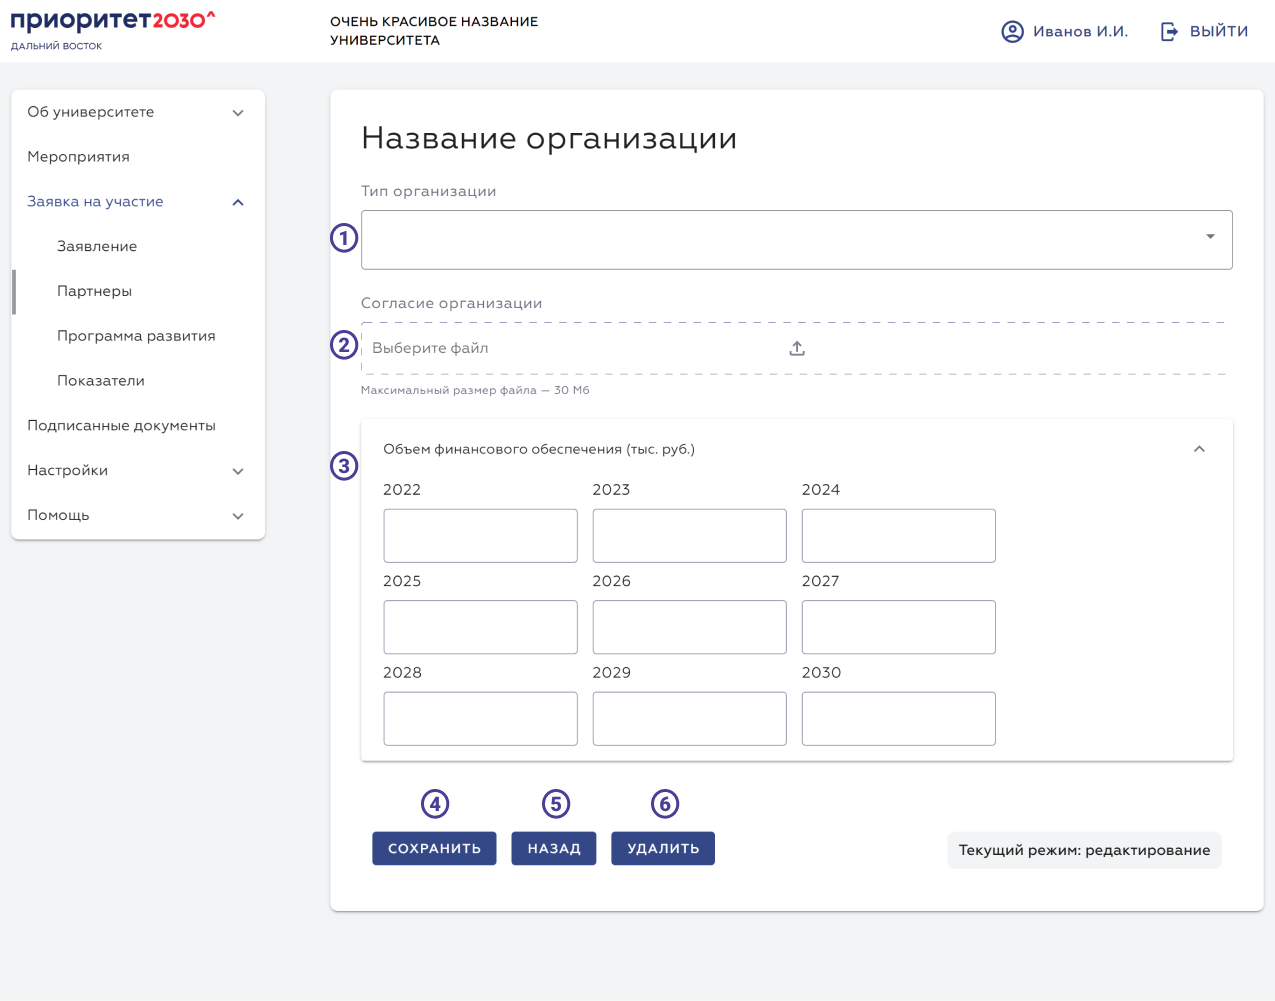 приоритет2030^
ДАЛЬНИЙ ВОСТОК
ОЧЕНЬ КРАСИВОЕ НАЗВАНИЕ
УНИВЕРСИТЕТА
Иванов И.И.
ВЫЙТИ
Об университете
Мероприятия
Заявка на участие
Заявление
Партнеры
Программа развития
Показатели
Подписанные документы
Настройки
Помощь
Название организации
Тип организации
1
Согласие организации
2
Выберите файл
Максимальный размер файла — 30 Мб
3
Объем финансового обеспечения (тыс. руб.)
2022 2023 2024
2025 2026 2027
2028 2029 2030
4 5 6
СОХРАНИТЬ НАЗАД УДАЛИТЬ
Текущий режим: редактирование